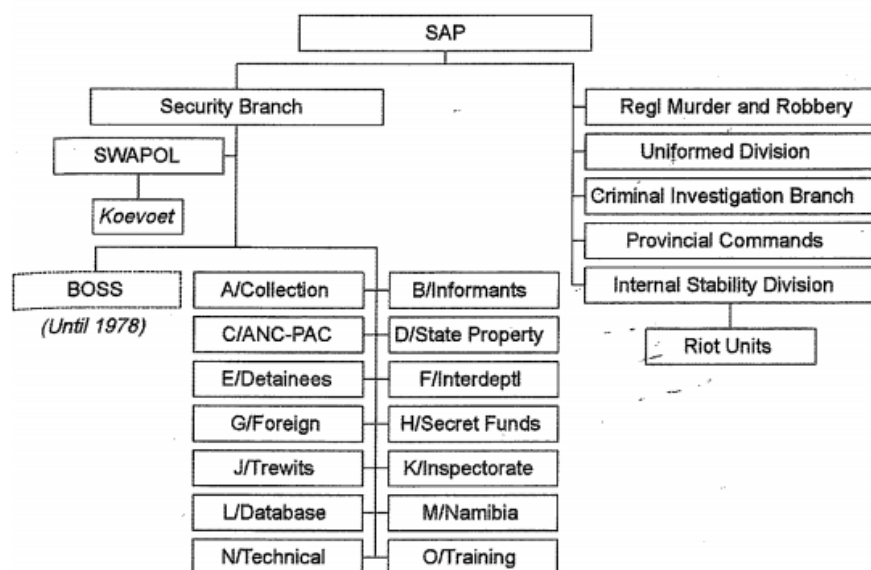 SAP
Security Branch
Regl Murder and Robbery
SWAPOL
Uniformed Division
Koevoet
Criminal Investigation Branch
Provincial Commands
BOSS
(Until 1978)
Internal Stability Division
Riot Units
A/Collection
B/Informants
C/ANC-PAC
D/State Property
E/Detainees
F/Interdeptl
G/Foreign
H/Secret Funds
J/Trewits
K/Inspectorate
L/Database
M/Namibia
N/Technical
O/Training